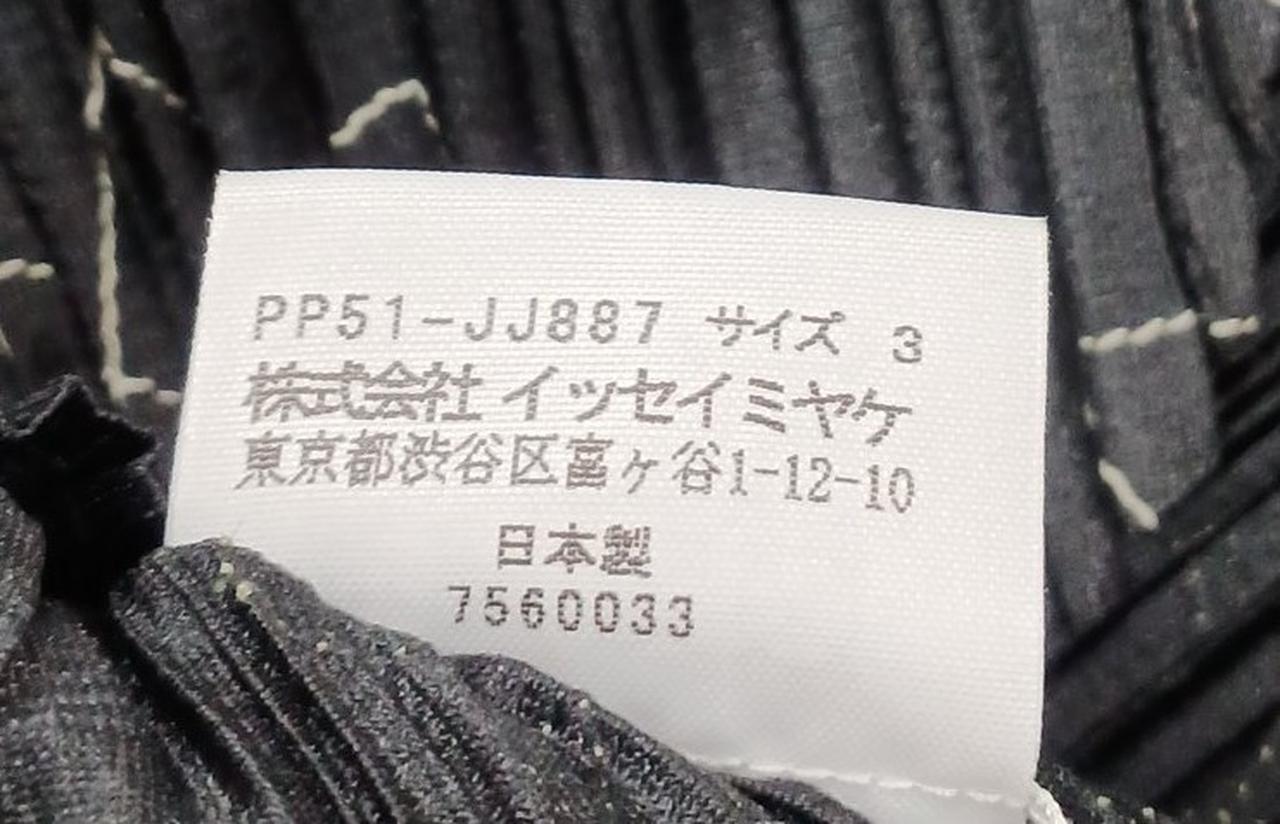 PP51-JJ887 サイズ 3
株式会社 イッセイミヤケ
東京都渋谷区富ヶ谷1-12-10
日本製
7560033